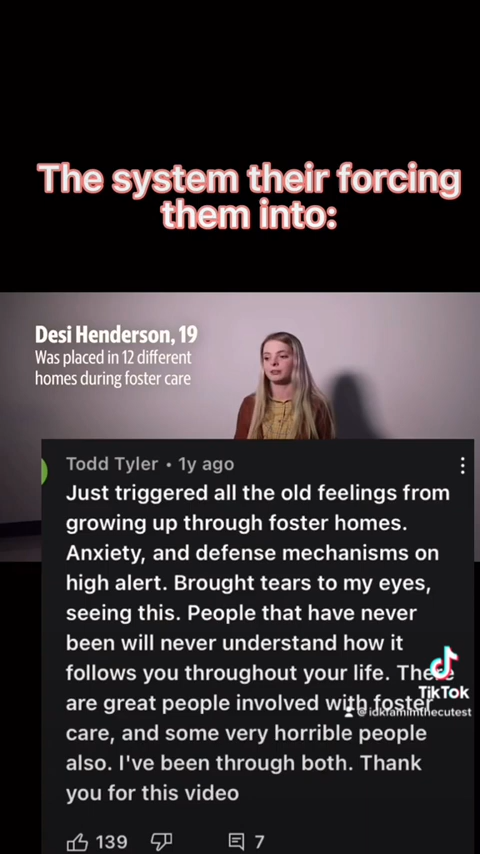 The system their forcing
them into:
Desi Henderson, 19
Was placed in 12 different
homes during foster care
Todd Tyler • 1y ago
Just triggered all the old feelings from
growing up through foster homes.
Anxiety, and defense mechanisms on
high alert. Brought tears to my eyes,
seeing this. People that have never
been will never understand how it
follows you throughout your life. There
are great people involved with foster
care, and some very horrible people
also. I've been through both. Thank
you for this video
139
7
TikTok
@idkfamimthecutest